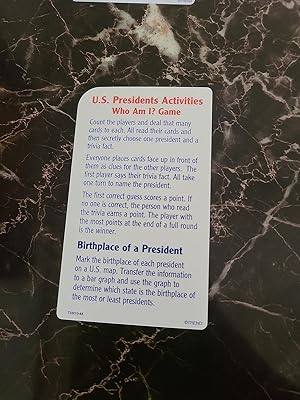 U.S. Presidents Activities
Who Am I? Game
Count the players and deal that many
cards to each. All read their cards and
then secretly choose one president and a
trivia fact.
Everyone places cards face up in front of
them as clues for the other players. The
first player says their trivia fact. All take
one turn to name the president.
The first correct guess scores a point. If
no one is correct, the person who read
the trivia earns a point. The player with
the most points at the end of a full round
is the winner.
Birthplace of a President
Mark the birthplace of each president
on a U.S. map. Transfer the information
to a bar graph and use the graph to
determine which state is the birthplace of
the most or least presidents.
©TREND